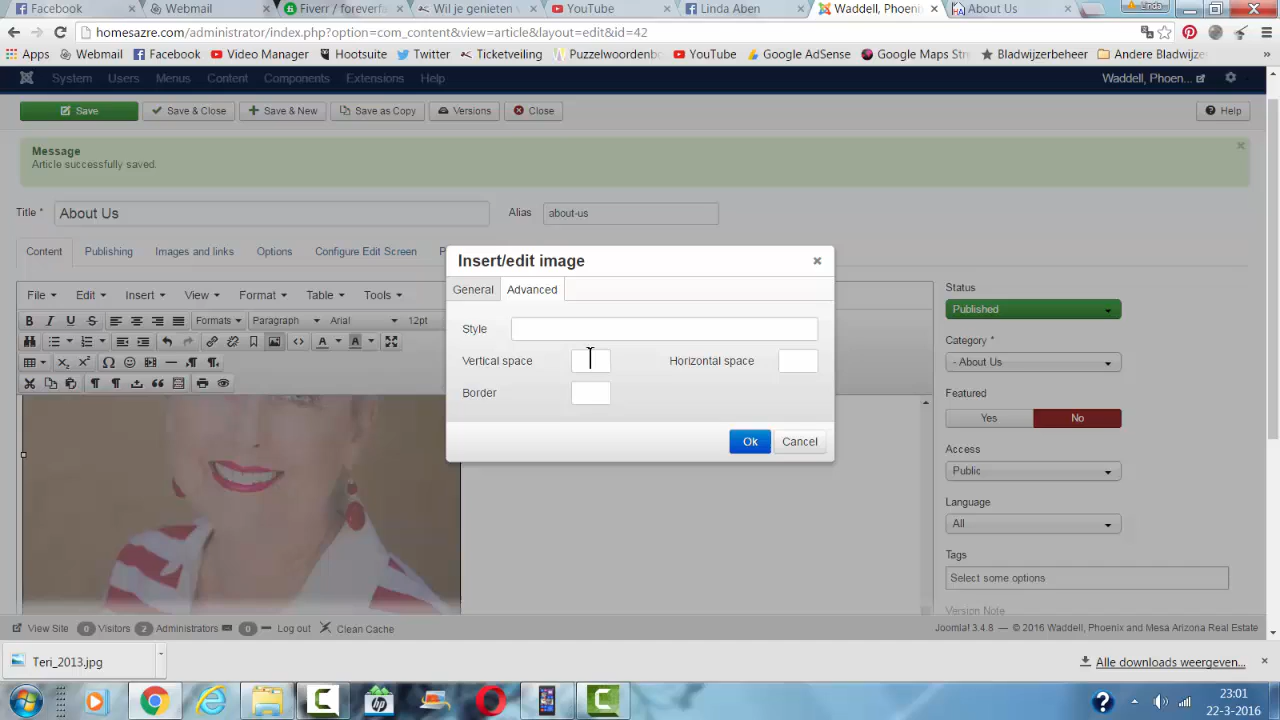 Facebook Webmail Fiverr / foreverfa Wil je genieten YouTube Linda Aben Waddell, Phoeni About Us Lindo
homesazre.com/administrator/index.php?option=com_content&view=article&layout=edit&id=42
Apps Webmail Facebook Video Manager Hootsuite Twitter Ticketveiling Puzzelwoordenb YouTube Google AdSense Google Maps Str Bladwijzerbeheer Andere Bladwijze
System Users Menus Content Components Extensions Help Waddell, Phoen...
Save Save & Close Save & New Save as Copy Versions Close Help
Message
Article successfully saved.
Title * About Us Alias about-us
Content Publishing Images and links Options Configure Edit Screen
Insert/edit image
General Advanced
Style
Vertical space Horizontal space
Border
Ok Cancel
File Edit Insert View Format Table Tools
B I U S Formats Paragraph Arial 12pt
A A
Status
Published
Category *
- About Us
Featured
Yes No
Access
Public
Language
All
Tags
Select some options
Version Note
View Site 0 Visitors 2 Administrators 0 Log out Clean Cache Joomla! 3.4.8 — © 2016 Waddell, Phoenix and Mesa Arizona Real Estate
Teri_2013.jpg Alle downloads weergeven...
23:01
22-3-2016